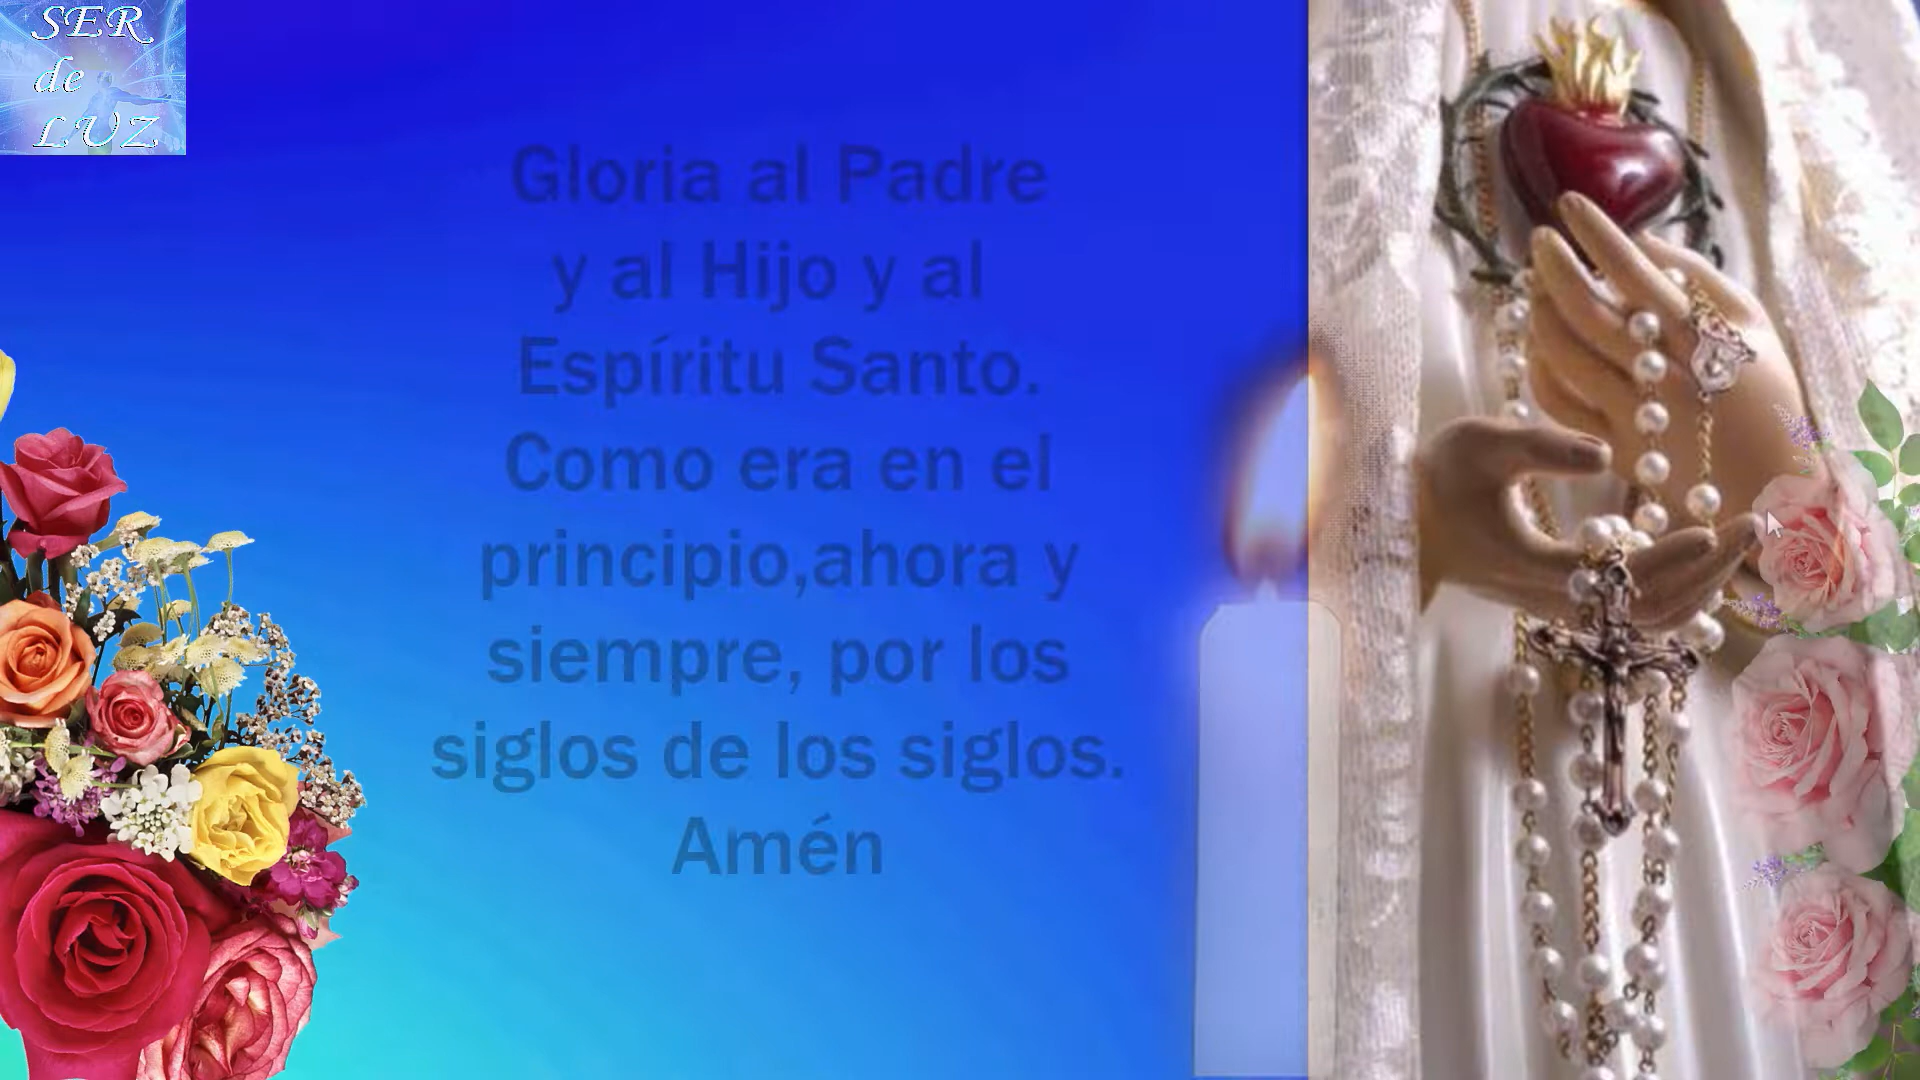 SER
de
LUZ
Gloria al Padre
y al Hijo y al
Espíritu Santo.
Como era en el
principio,ahora y
siempre, por los
siglos de los siglos.
Amén